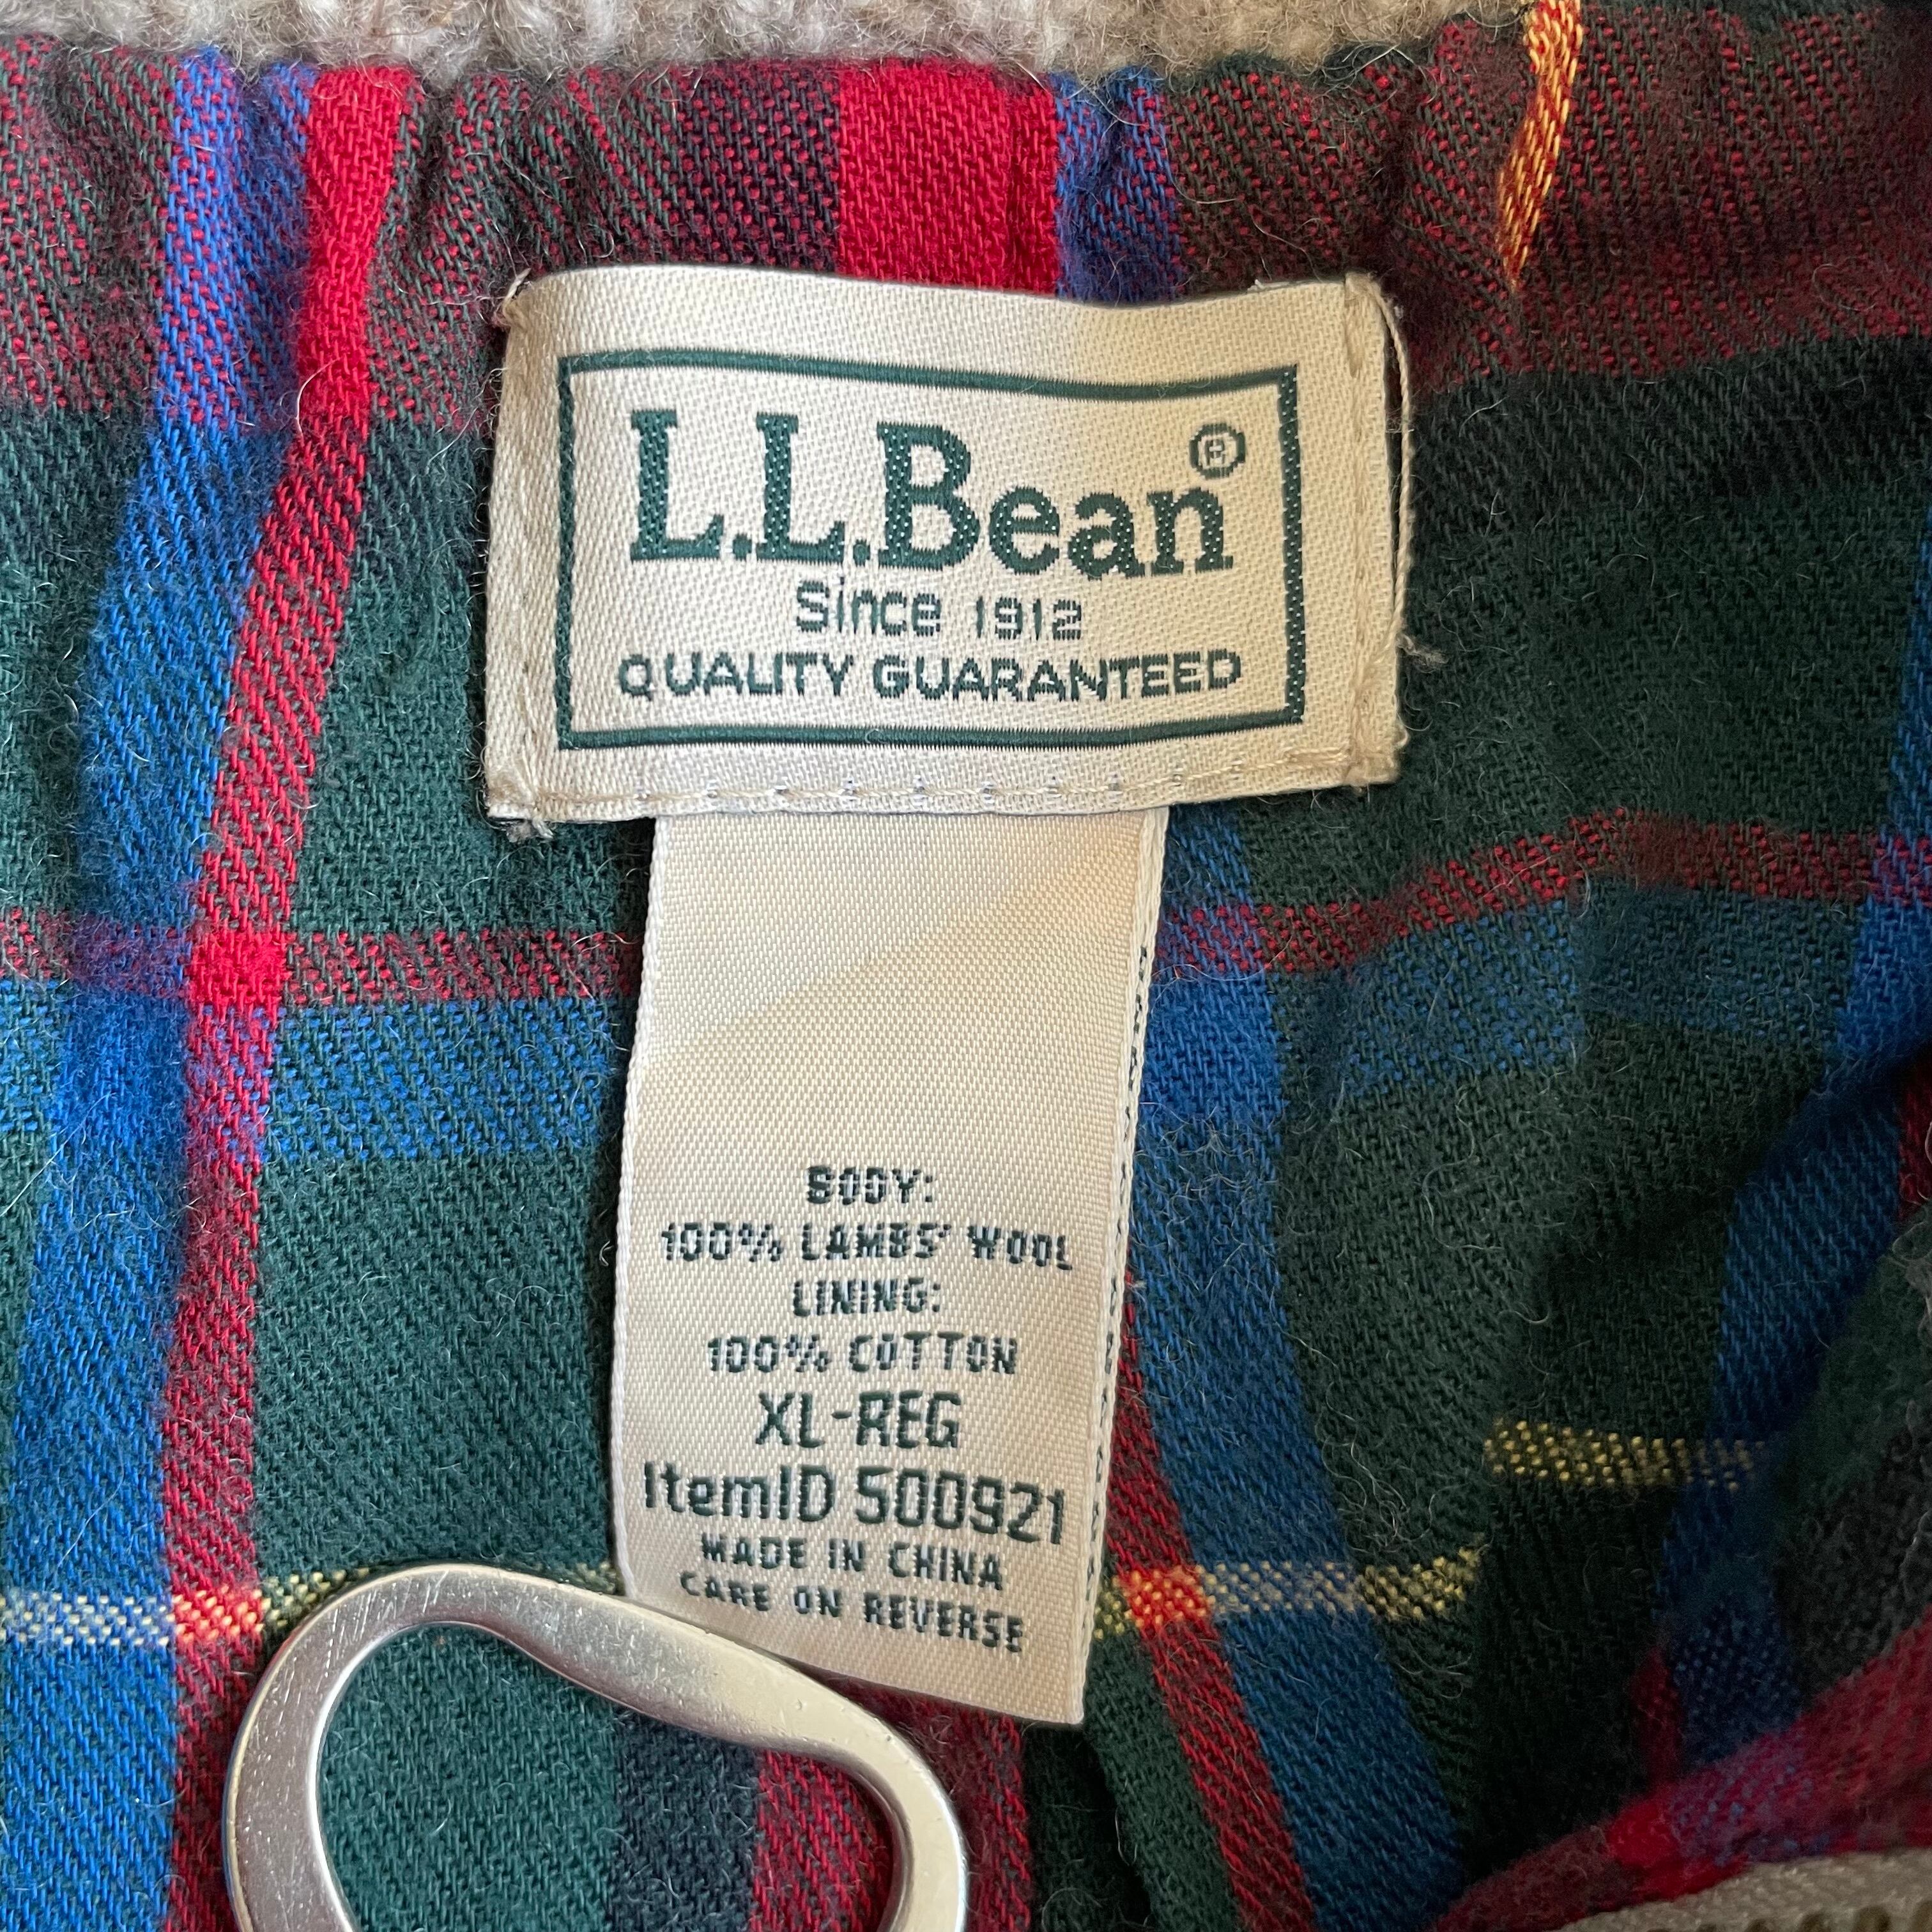 L.L.Bean®
Since 1912
QUALITY GUARANTEED
BODY:
100% LAMBS' WOOL
LINING:
100% COTTON
XL-REG
ItemID 500921
MADE IN CHINA
CARE ON REVERSE